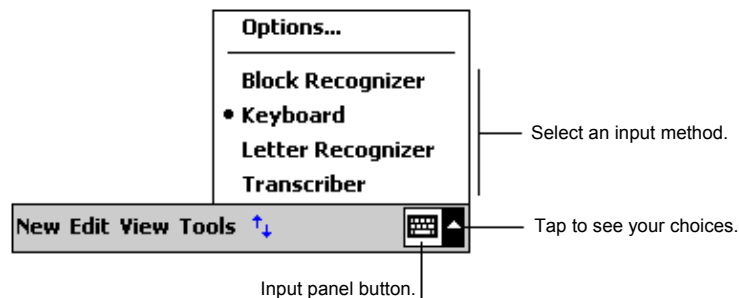 Options...
Block Recognizer
Keyboard
Letter Recognizer
Transcriber
Select an input method.
New Edit View Tools
Tap to see your choices.
Input panel button.